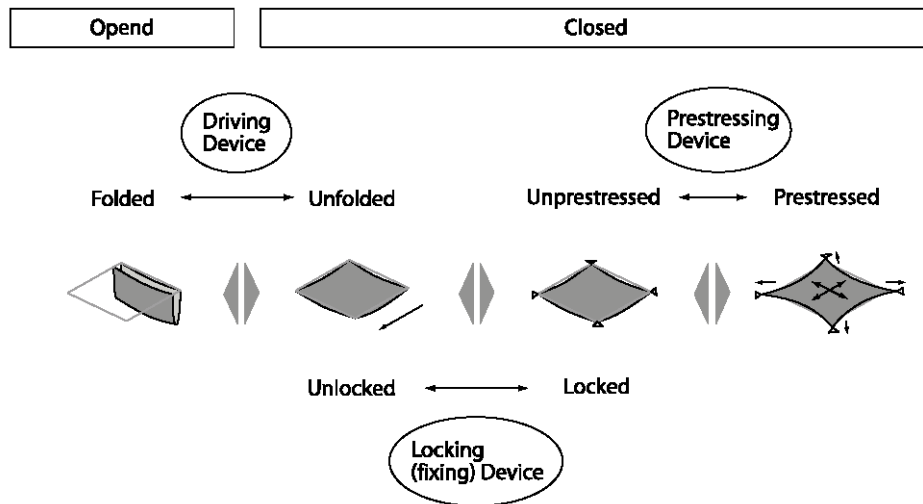 Opend
Closed
Driving
Device
Prestressing
Device
Folded
Unfolded
Unprestressed
Prestressed
Unlocked
Locked
Locking
(fixing) Device